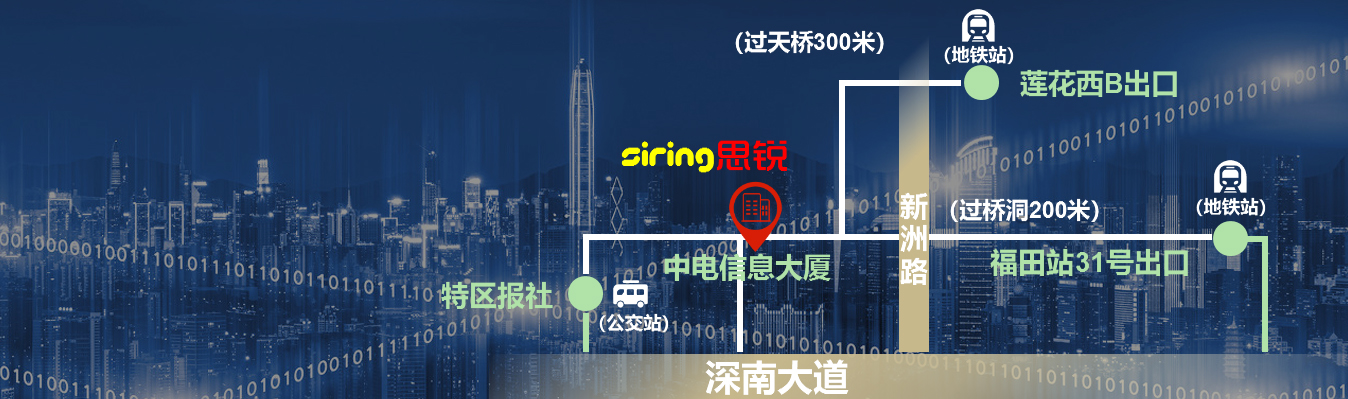 (过天桥300米)
(地铁站)
莲花西B出口
siring思锐
新洲路
(过桥洞200米)
(地铁站)
福田站31号出口
中电信息大厦
特区报社
(公交站)
深南大道